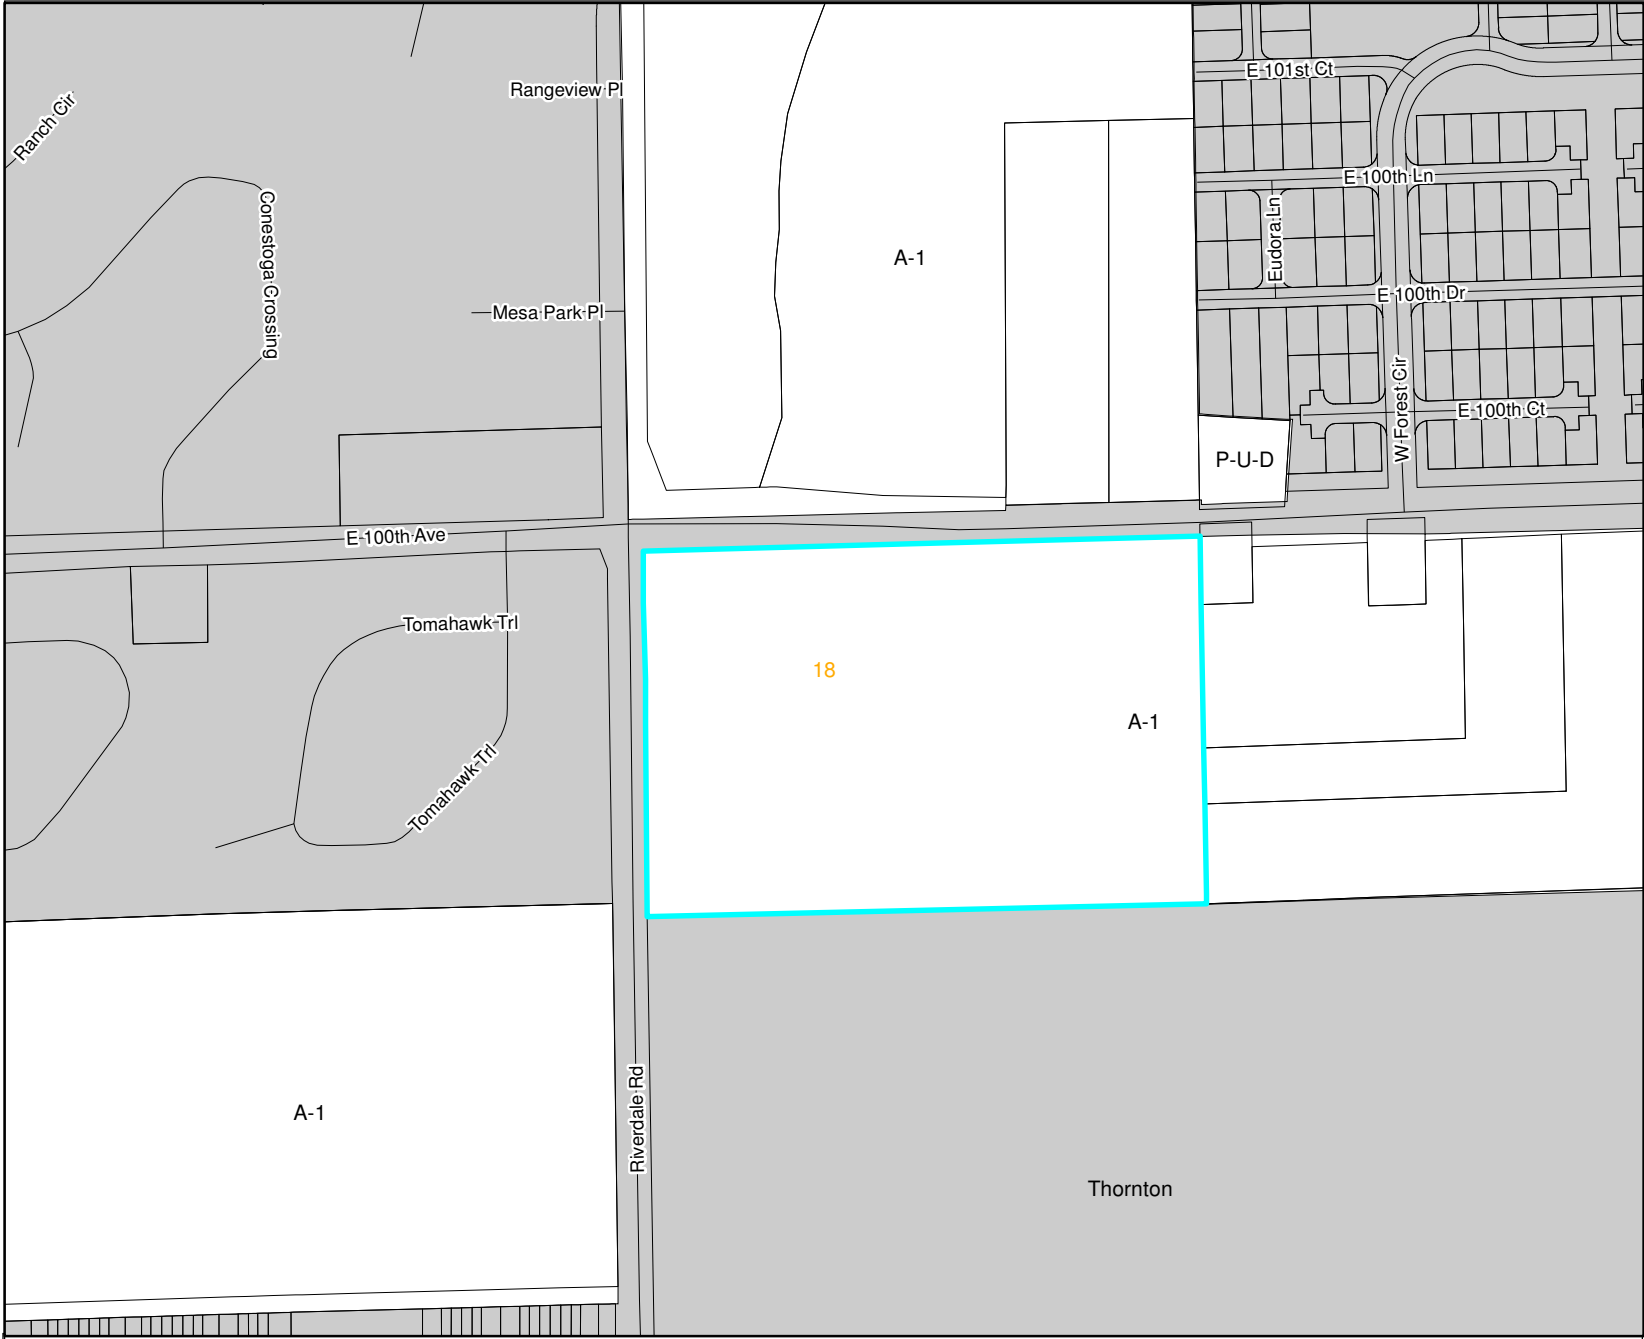 E 101st Ct
Rangeview Pl
Ranch Cir
E 100th Ln
Conestoga Crossing
Eudora Ln
A-1
E 100th Dr
Mesa Park Pl
W Forest Cir
E 100th Ct
P-U-D
E 100th Ave
Tomahawk Trl
18
A-1
Tomahawk Trl
A-1
Riverdale Rd
Thornton